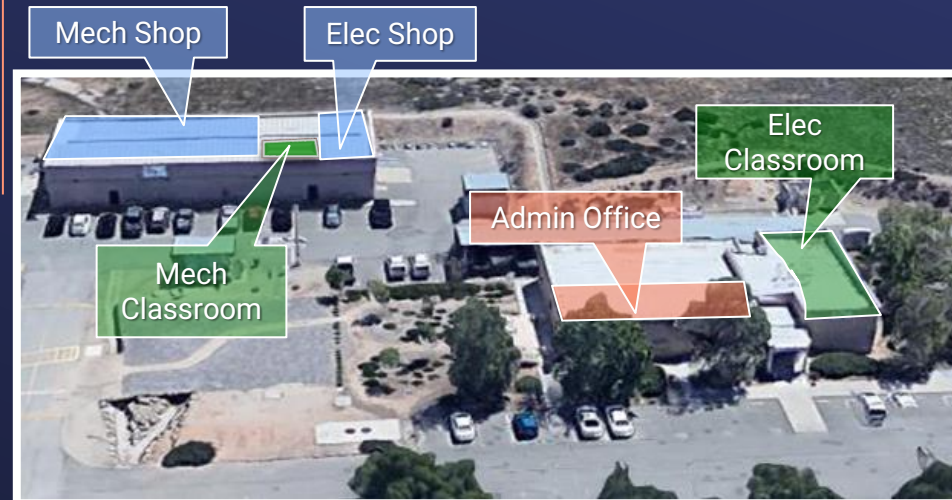 Mech Shop
Elec Shop
Elec
Classroom
Admin Office
Mech
Classroom